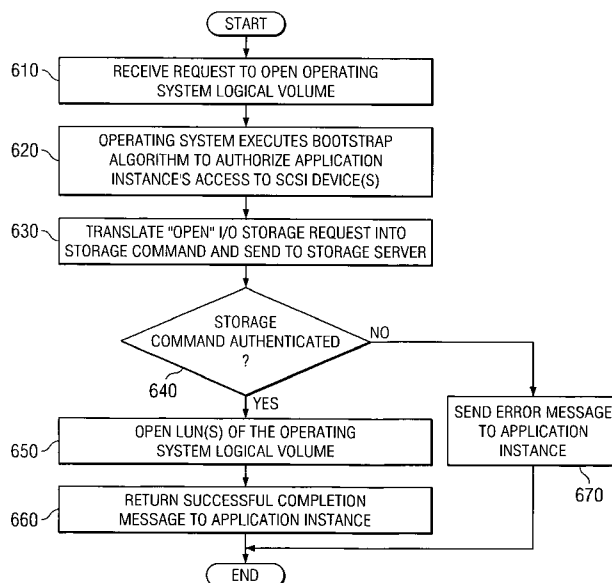 START
610
RECEIVE REQUEST TO OPEN OPERATING
SYSTEM LOGICAL VOLUME
620
OPERATING SYSTEM EXECUTES BOOTSTRAP
ALGORITHM TO AUTHORIZE APPLICATION
INSTANCE'S ACCESS TO SCSI DEVICE(S)
630
TRANSLATE "OPEN" I/O STORAGE REQUEST INTO
STORAGE COMMAND AND SEND TO STORAGE SERVER
STORAGE
COMMAND AUTHENTICATED
?
NO
640
YES
650
OPEN LUN(S) OF THE OPERATING
SYSTEM LOGICAL VOLUME
SEND ERROR MESSAGE
TO APPLICATION
INSTANCE
670
660
RETURN SUCCESSFUL COMPLETION
MESSAGE TO APPLICATION INSTANCE
END